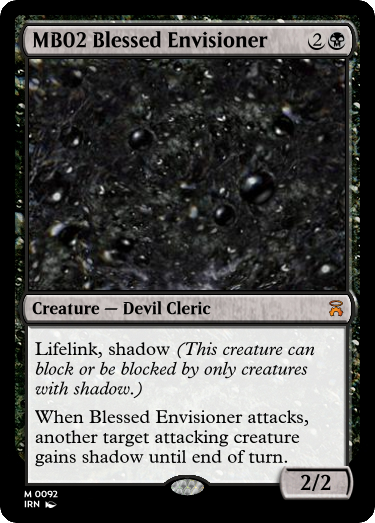 MB02 Blessed Envisioner 2
Creature — Devil Cleric
Lifelink, shadow (This creature can
block or be blocked by only creatures
with shadow.)
When Blessed Envisioner attacks,
another target attacking creature
gains shadow until end of turn.
2/2
M 0092
IRN